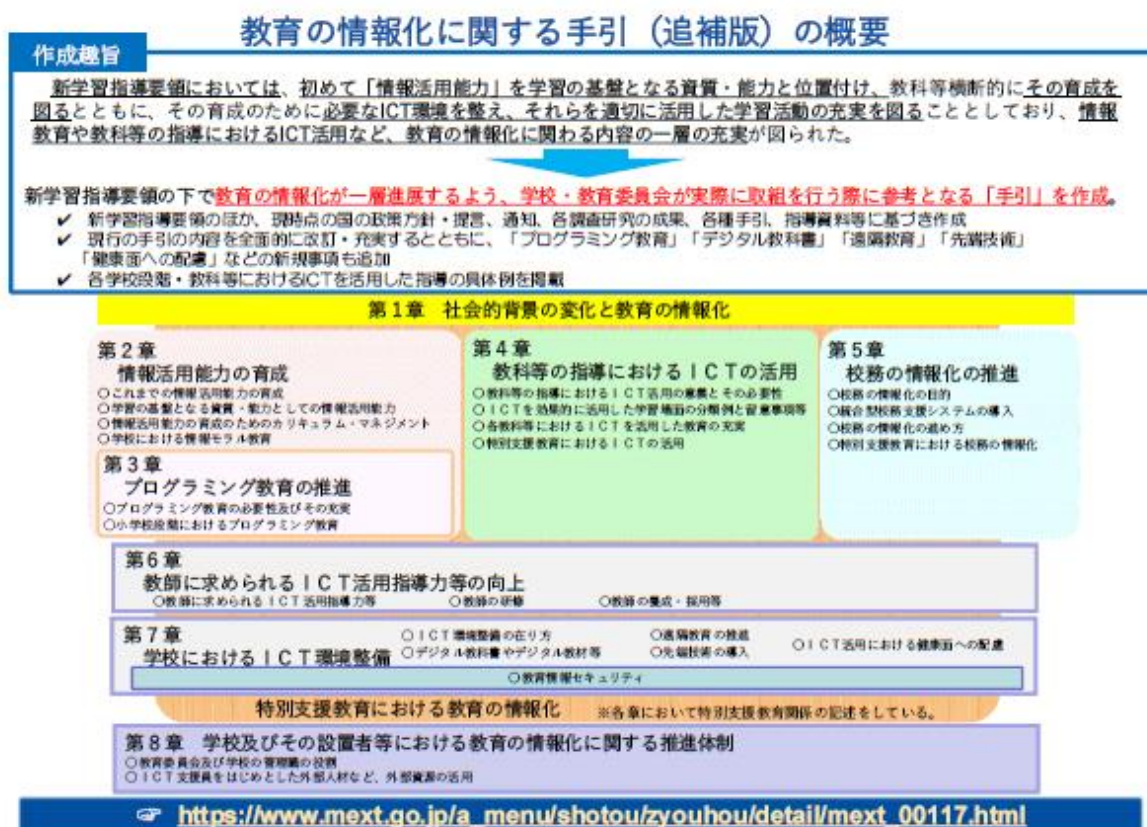 教育の情報化に関する手引（追補版）の概要
作成趣旨
新学習指導要領においては、初めて「情報活用能力」を学習の基盤となる資質・能力と位置付け、教科等横断的にその育成を
図るとともに、その育成のために必要なICT環境を整え、それらを適切に活用した学習活動の充実を図ることとしており、情報
教育や教科等の指導におけるICT活用など、教育の情報化に関わる内容の一層の充実が図られた。
新学習指導要領の下で教育の情報化が一層進展するよう、学校・教育委員会が実際に取組を行う際に参考となる「手引」を作成。
✔ 新学習指導要領のほか、現時点の国の政策方針・提言、通知、各調査研究の成果、各種手引、指導資料等に基づき作成
✔ 現行の手引の内容を全面的に改訂・充実するとともに、「プログラミング教育」「デジタル教科書」「遠隔教育」「先端技術」
「健康面への配慮」などの新規事項も追加
✔ 各学校段階・教科等におけるICTを活用した指導の具体例を掲載
第１章 社会的背景の変化と教育の情報化
第２章
情報活用能力の育成
○これまでの情報活用能力の育成
○学習の基盤となる資質・能力としての情報活用能力
○情報活用能力の育成のためのカリキュラム・マネジメント
○学校における情報モラル教育
第３章
プログラミング教育の推進
○プログラミング教育の必要性及びその充実
○小学校段階におけるプログラミング教育
第４章
教科等の指導におけるＩＣＴの活用
○教科等の指導におけるＩＣＴ活用の意義とその必要性
○ＩＣＴを効果的に活用した学習場面の分類例と留意事項等
○各教科等におけるＩＣＴを活用した教育の充実
○特別支援教育におけるＩＣＴの活用
第５章
校務の情報化の推進
○校務の情報化の目的
○統合型校務支援システムの導入
○校務の情報化の進め方
○特別支援教育における校務の情報化
第６章
教師に求められるＩＣＴ活用指導力等の向上
○教師に求められるＩＣＴ活用指導力等 ○教師の研修 ○教師の養成・採用等
第７章
学校におけるＩＣＴ環境整備
○ＩＣＴ環境整備の在り方 ○遠隔教育の推進 ○ＩＣＴ活用における健康面への配慮
○デジタル教科書やデジタル教材等 ○先端技術の導入
○教育情報セキュリティ
特別支援教育における教育の情報化 ※各章において特別支援教育関係の記述をしている。
第８章 学校及びその設置者等における教育の情報化に関する推進体制
○教育委員会及び学校の管理職の役割
○ＩＣＴ支援員をはじめとした外部人材など、外部資源の活用
☞ https://www.mext.go.jp/a_menu/shotou/zyouhou/detail/mext_00117.html